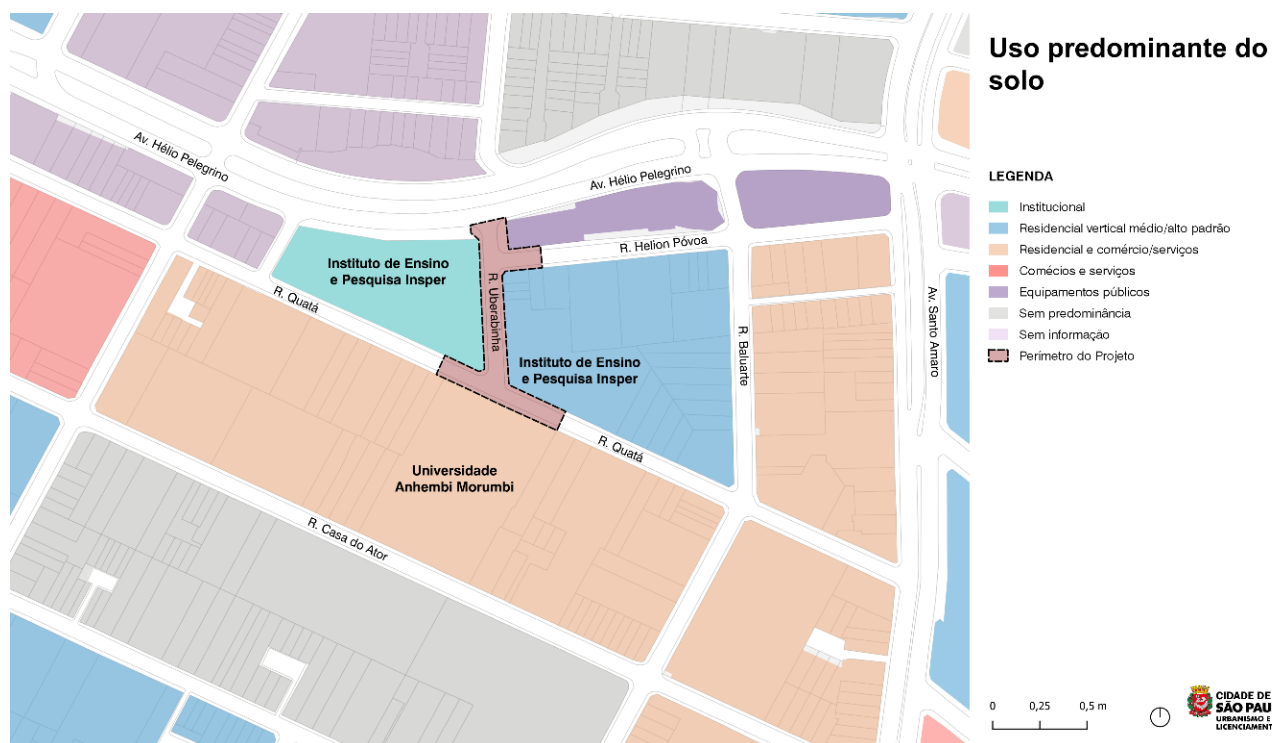 Uso predominante do
solo
LEGENDA
Institucional
Residencial vertical médio/alto padrão
Residencial e comércio/serviços
Comécios e serviços
Equipamentos públicos
Sem predominância
Sem informação
Perímetro do Projeto
Av. Hélio Pelegrino
Av. Hélio Pelegrino
R. Helion Póvoa
Instituto de Ensino
e Pesquisa Insper
R. Uberabinha
R. Quatá
Instituto de Ensino
e Pesquisa Insper
R. Baluarte
Av. Santo Amaro
R. Quatá
Universidade
Anhembi Morumbi
R. Casa do Ator
0 0,25 0,5 m
CIDADE DE
SÃO PAU
URBANISMO E
LICENCIAMENT